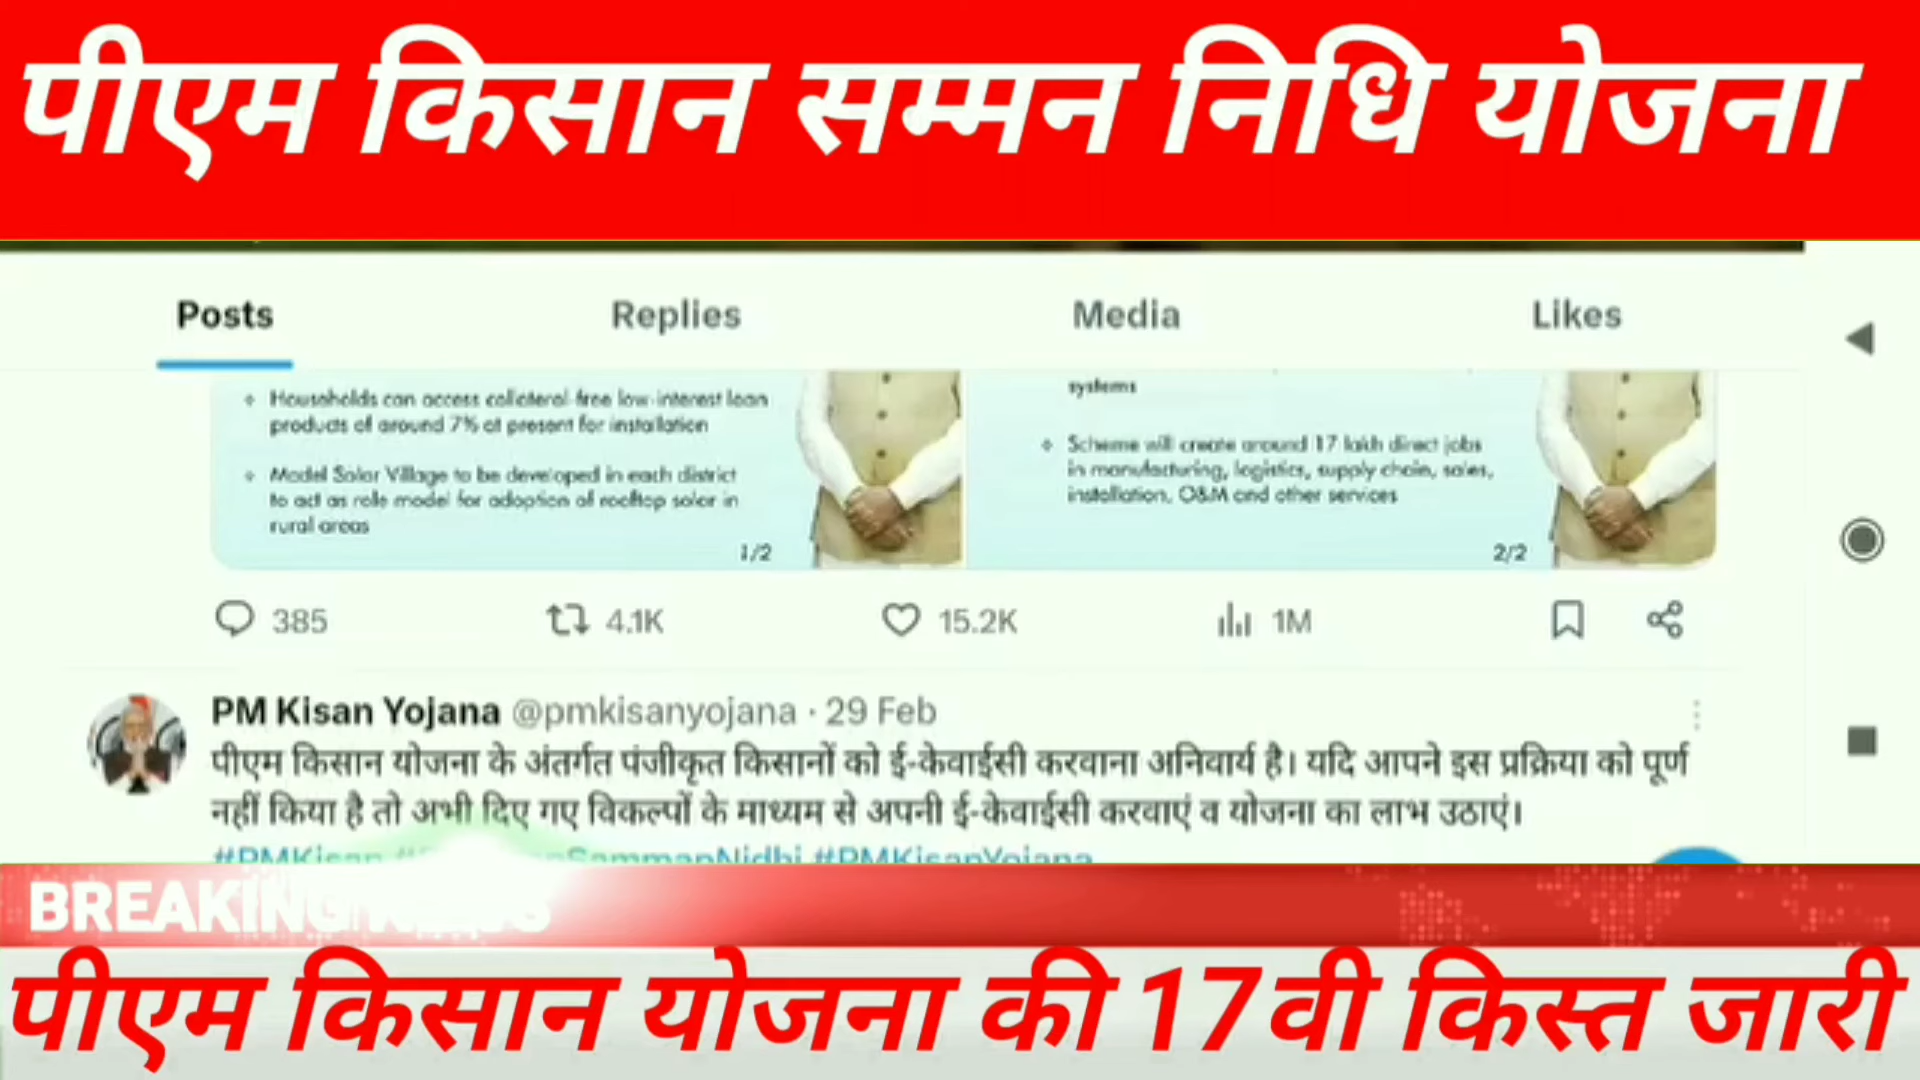 पीएम किसान सम्मन निधि योजना
Posts Replies Media Likes
Households can access collateral-free low-interest loan
products of around 7% at present for installation
Model Solar Village to be developed in each district
to act as role model for adoption of rooftop solar in
rural areas
1/2
systems
Scheme will create around 17 lakh direct jobs
in manufacturing, logistics, supply chain, sales,
installation, O&M and other services
2/2
385 4.1K 15.2K 1M
PM Kisan Yojana @pmkisanyojana · 29 Feb
पीएम किसान योजना के अंतर्गत पंजीकृत किसानों को ई-केवाईसी करवाना अनिवार्य है। यदि आपने इस प्रक्रिया को पूर्ण
नहीं किया है तो अभी दिए गए विकल्पों के माध्यम से अपनी ई-केवाईसी करवाएं व योजना का लाभ उठाएं।
#PMKisan #PMKisanYojana
BREAKING NEWS
पीएम किसान योजना की 17वी किस्त जारी